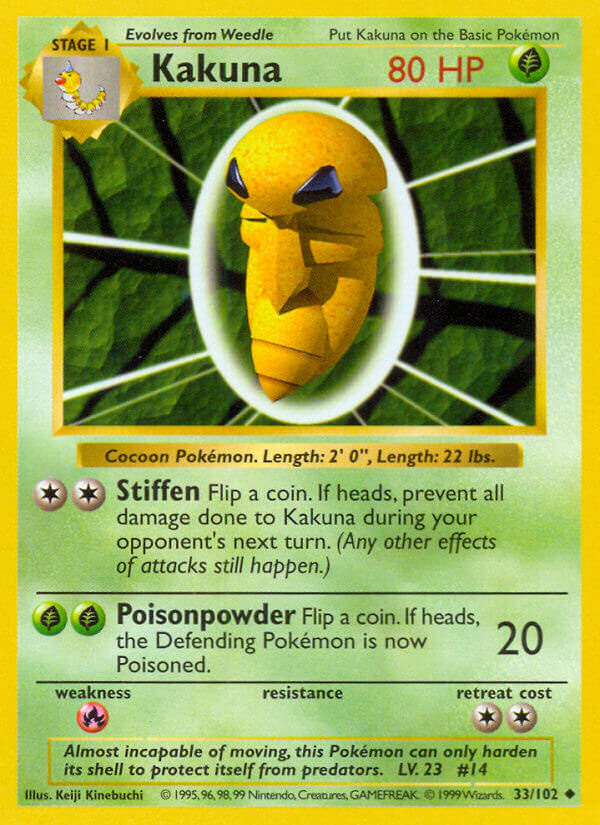 STAGE 1
Evolves from Weedle
Put Kakuna on the Basic Pokémon
Kakuna
80 HP
Cocoon Pokémon. Length: 2' 0", Length: 22 lbs.
Stiffen Flip a coin. If heads, prevent all
damage done to Kakuna during your
opponent's next turn. (Any other effects
of attacks still happen.)
Poisonpowder Flip a coin. If heads,
the Defending Pokémon is now
Poisoned.
20
weakness
resistance
retreat cost
Almost incapable of moving, this Pokémon can only harden
its shell to protect itself from predators. LV. 23 #14
Illus. Keiji Kinebuchi © 1995, 96, 98, 99 Nintendo, Creatures, GAMEFREAK. © 1999 Wizards. 33/102